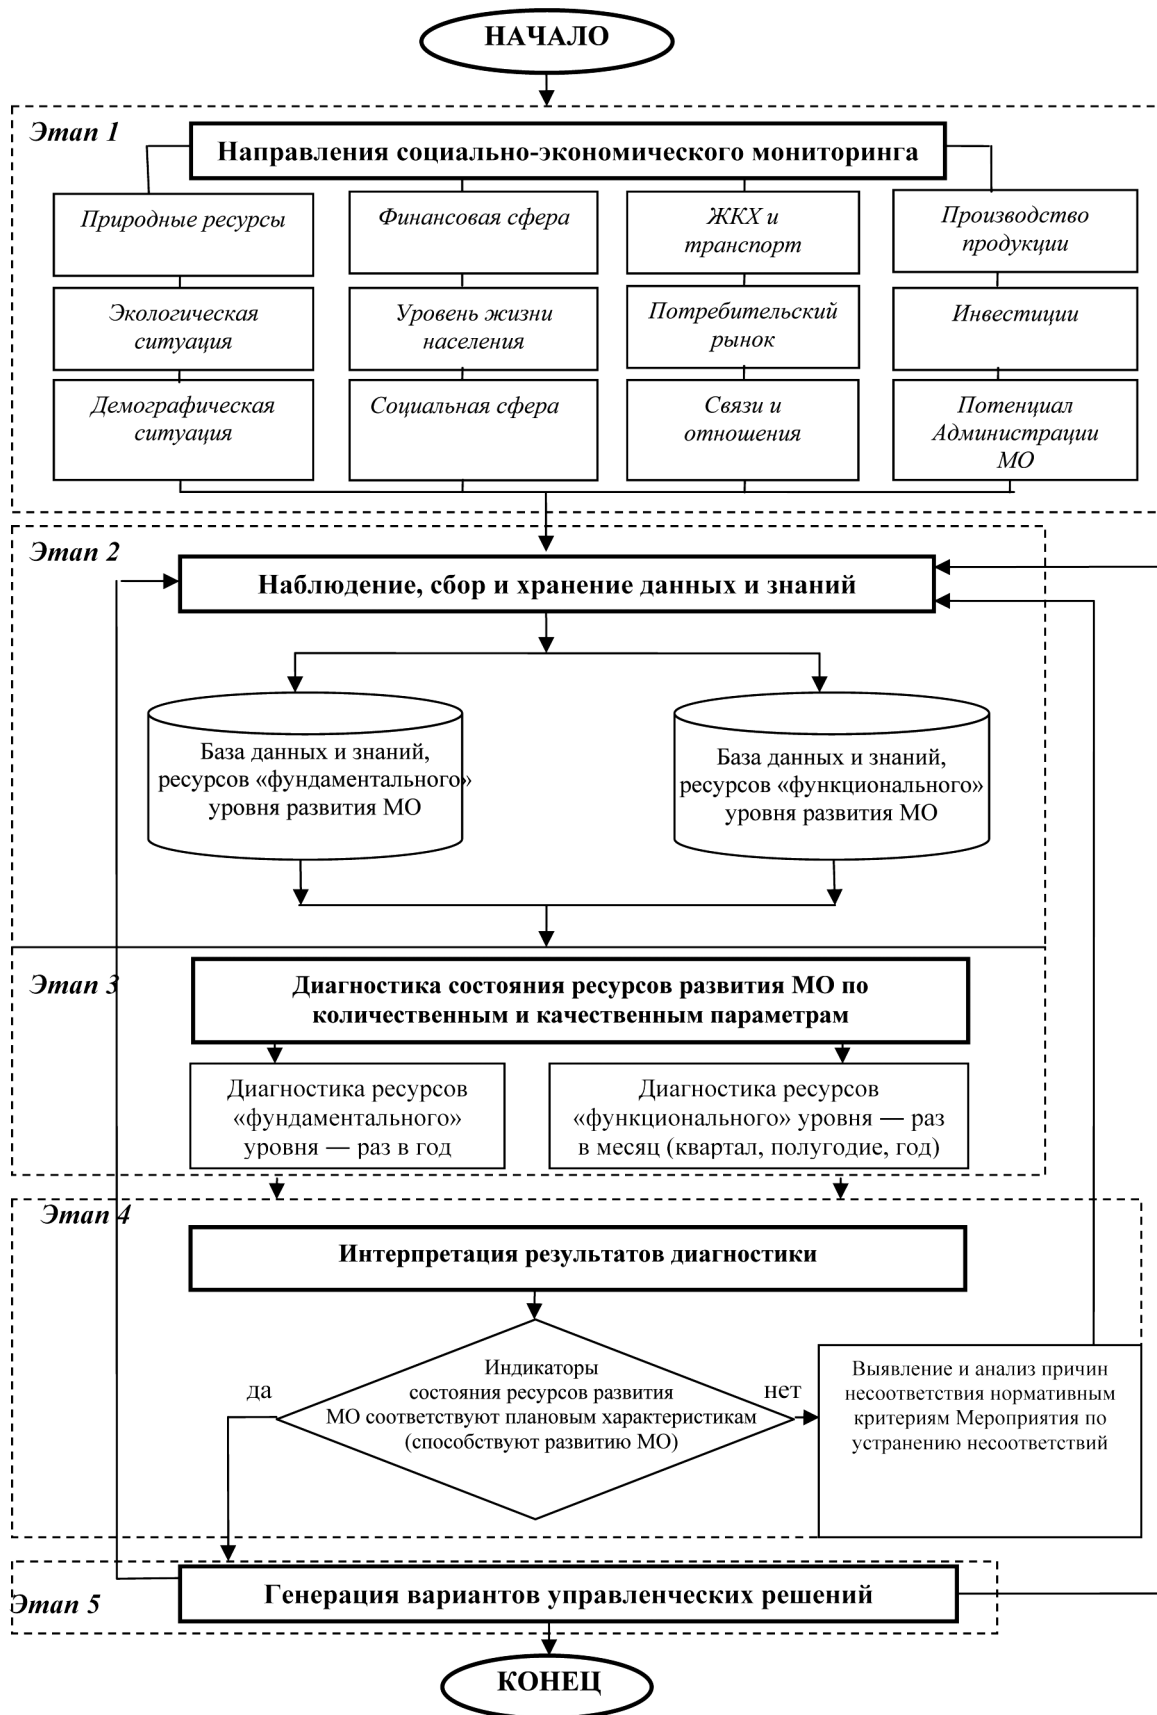 НАЧАЛО
Этап 1
Направления социально-экономического мониторинга
Природные ресурсы
Финансовая сфера
ЖКХ и
транспорт
Производство
продукции
Экологическая
ситуация
Уровень жизни
населения
Потребительский
рынок
Инвестиции
Демографическая
ситуация
Социальная сфера
Связи и
отношения
Потенциал
Администрации
МО
Этап 2
Наблюдение, сбор и хранение данных и знаний
База данных и знаний,
ресурсов «фундаментального»
уровня развития МО
База данных и знаний,
ресурсов «функционального»
уровня развития МО
Этап 3
Диагностика состояния ресурсов развития МО по
количественным и качественным параметрам
Диагностика ресурсов
«фундаментального»
уровня — раз в год
Диагностика ресурсов
«функционального» уровня — раз
в месяц (квартал, полугодие, год)
Этап 4
Интерпретация результатов диагностики
да
Индикаторы
состояния ресурсов развития
МО соответствуют плановым характеристикам
(способствуют развитию МО)
нет
Выявление и анализ причин
несоответствия нормативным
критериям Мероприятия по
устранению несоответствий
Этап 5
Генерация вариантов управленческих решений
КОНЕЦ